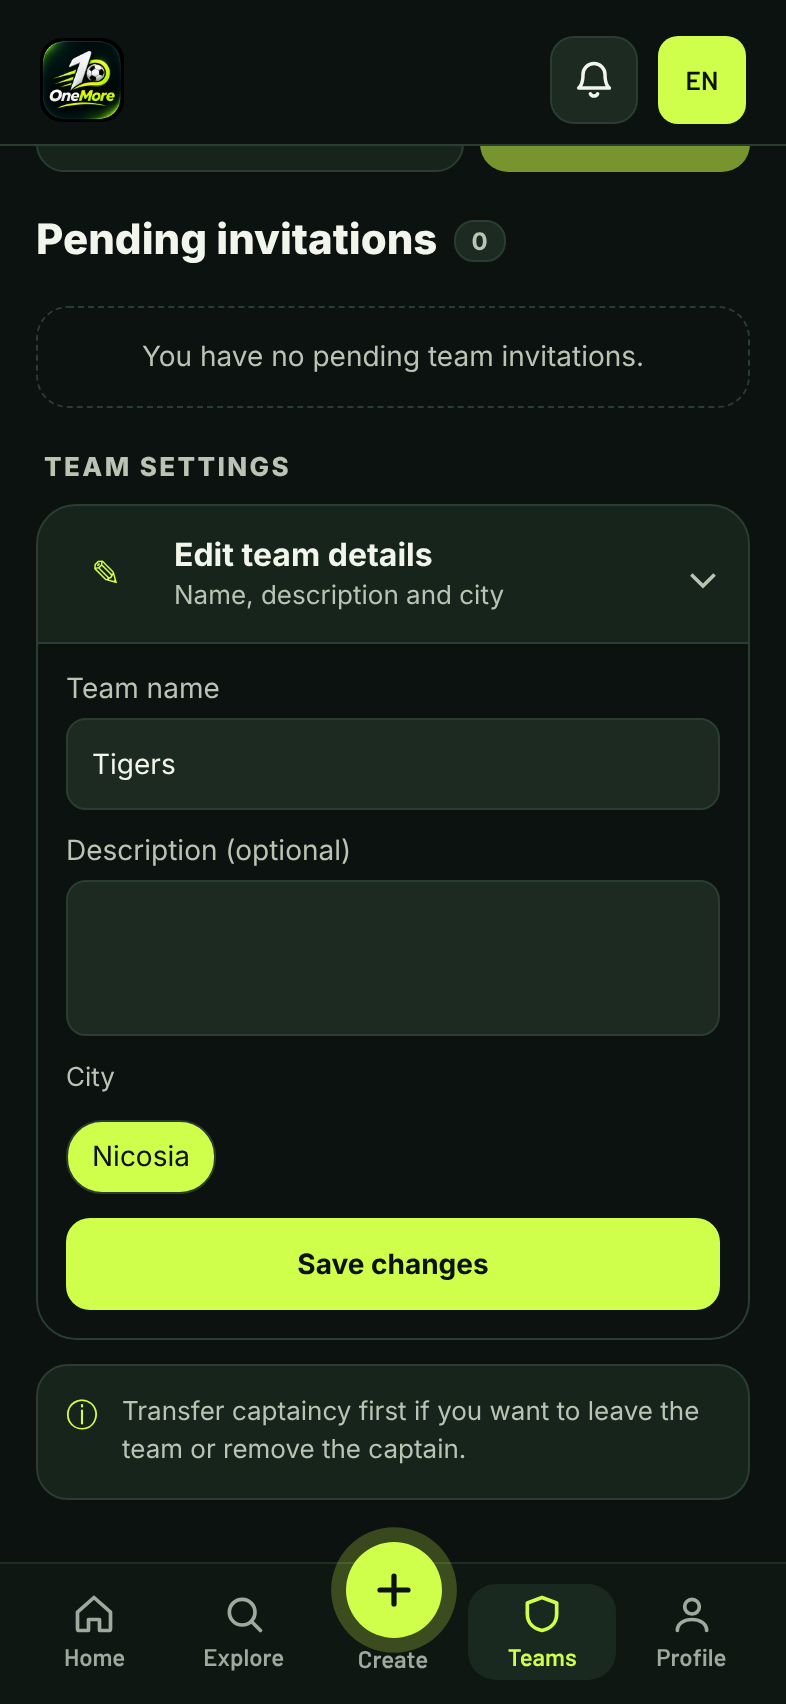 OneMore
EN
Pending invitations 0
You have no pending team invitations.
TEAM SETTINGS
Edit team details
Name, description and city
Team name
Tigers
Description (optional)
City
Nicosia
Save changes
Transfer captaincy first if you want to leave the
team or remove the captain.
Home
Explore
Create
Teams
Profile